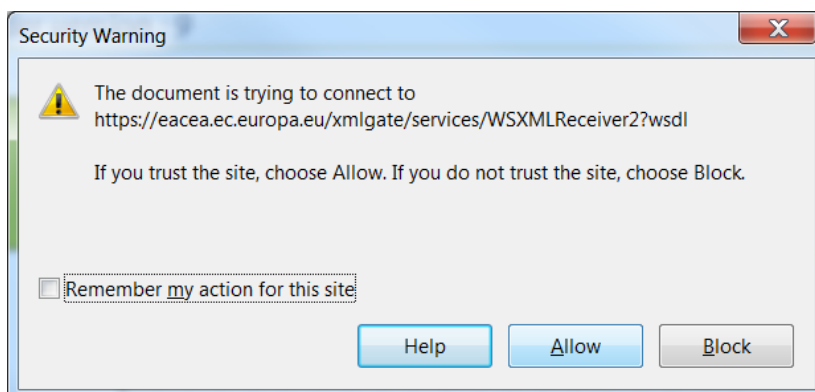 Security Warning
The document is trying to connect to
https://eacea.ec.europa.eu/xmlgate/services/WSXMLReceiver2?wsdl
If you trust the site, choose Allow. If you do not trust the site, choose Block.
Remember my action for this site
Help
Allow
Block